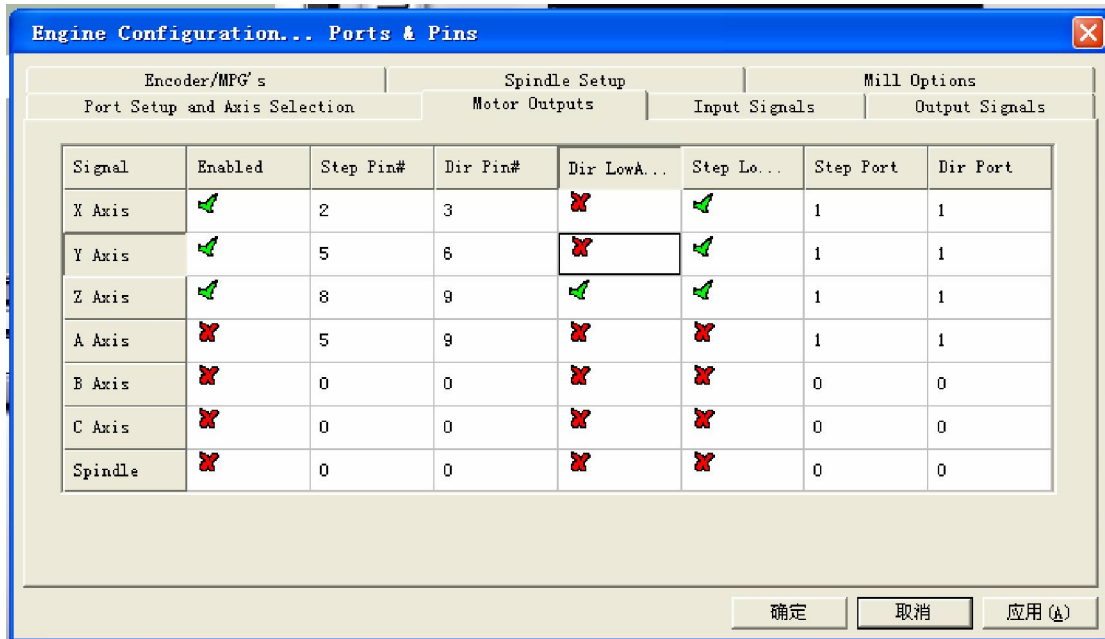 Engine Configuration... Ports & Pins
Encoder/MPG's Spindle Setup Mill Options
Port Setup and Axis Selection Motor Outputs Input Signals Output Signals
Signal Enabled Step Pin# Dir Pin# Dir LowA... Step Lo... Step Port Dir Port
X Axis 2 3 1 1
Y Axis 5 6 1 1
Z Axis 8 9 1 1
A Axis 5 9 1 1
B Axis 0 0 0 0
C Axis 0 0 0 0
Spindle 0 0 0 0
确定 取消 应用(A)